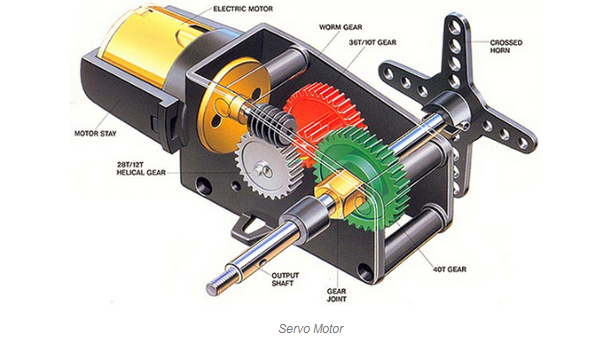 ELECTRIC MOTOR
WORM GEAR
36T/10T GEAR
CROSSED
HORN
MOTOR STAY
28T/12T
HELICAL GEAR
OUTPUT
SHAFT
GEAR
JOINT
40T GEAR
Servo Motor